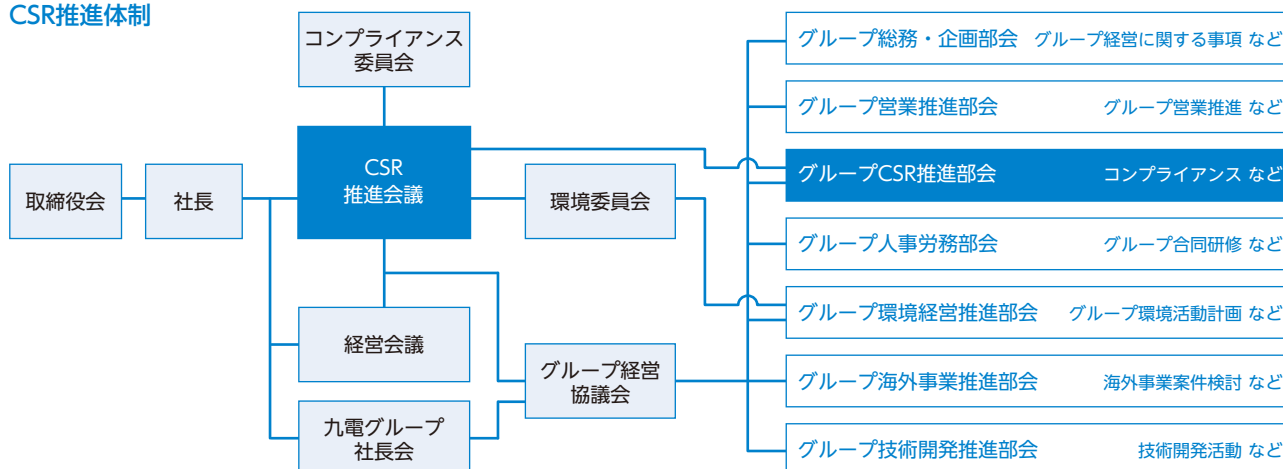 CSR推進体制
コンプライアンス
委員会
取締役会
社長
CSR
推進会議
環境委員会
経営会議
九電グループ
社長会
グループ経営
協議会
グループ総務・企画部会 グループ経営に関する事項 など
グループ営業推進部会 グループ営業推進 など
グループCSR推進部会 コンプライアンス など
グループ人事労務部会 グループ合同研修 など
グループ環境経営推進部会 グループ環境活動計画 など
グループ海外事業推進部会 海外事業案件検討 など
グループ技術開発推進部会 技術開発活動 など